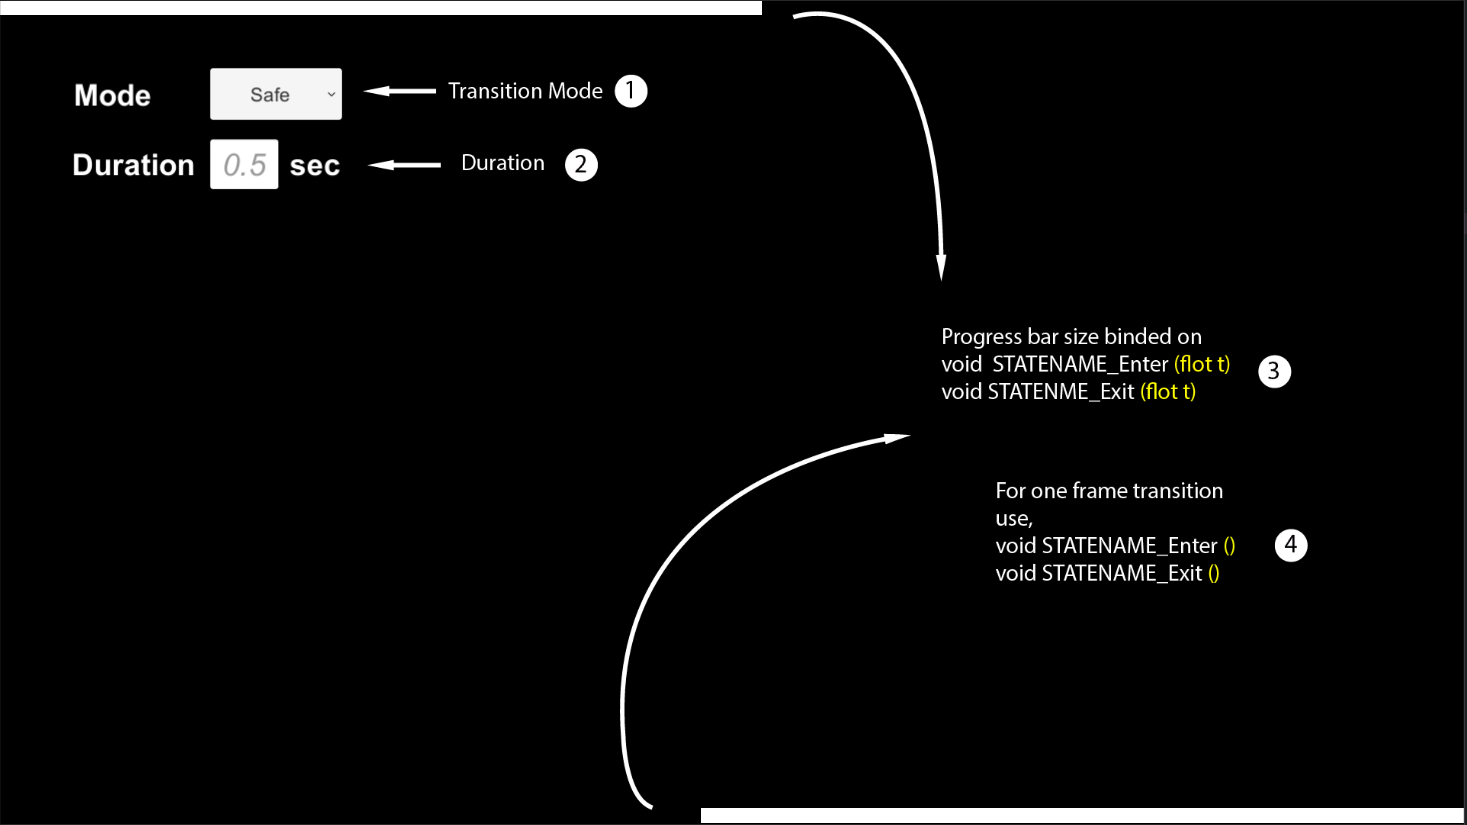 Mode Safe Transition Mode 1
Duration 0.5 sec Duration 2
Progress bar size binded on
void STATENAME_Enter (flot t) 3
void STATENME_Exit (flot t)
For one frame transition
use,
void STATENAME_Enter () 4
void STATENAME_Exit ()